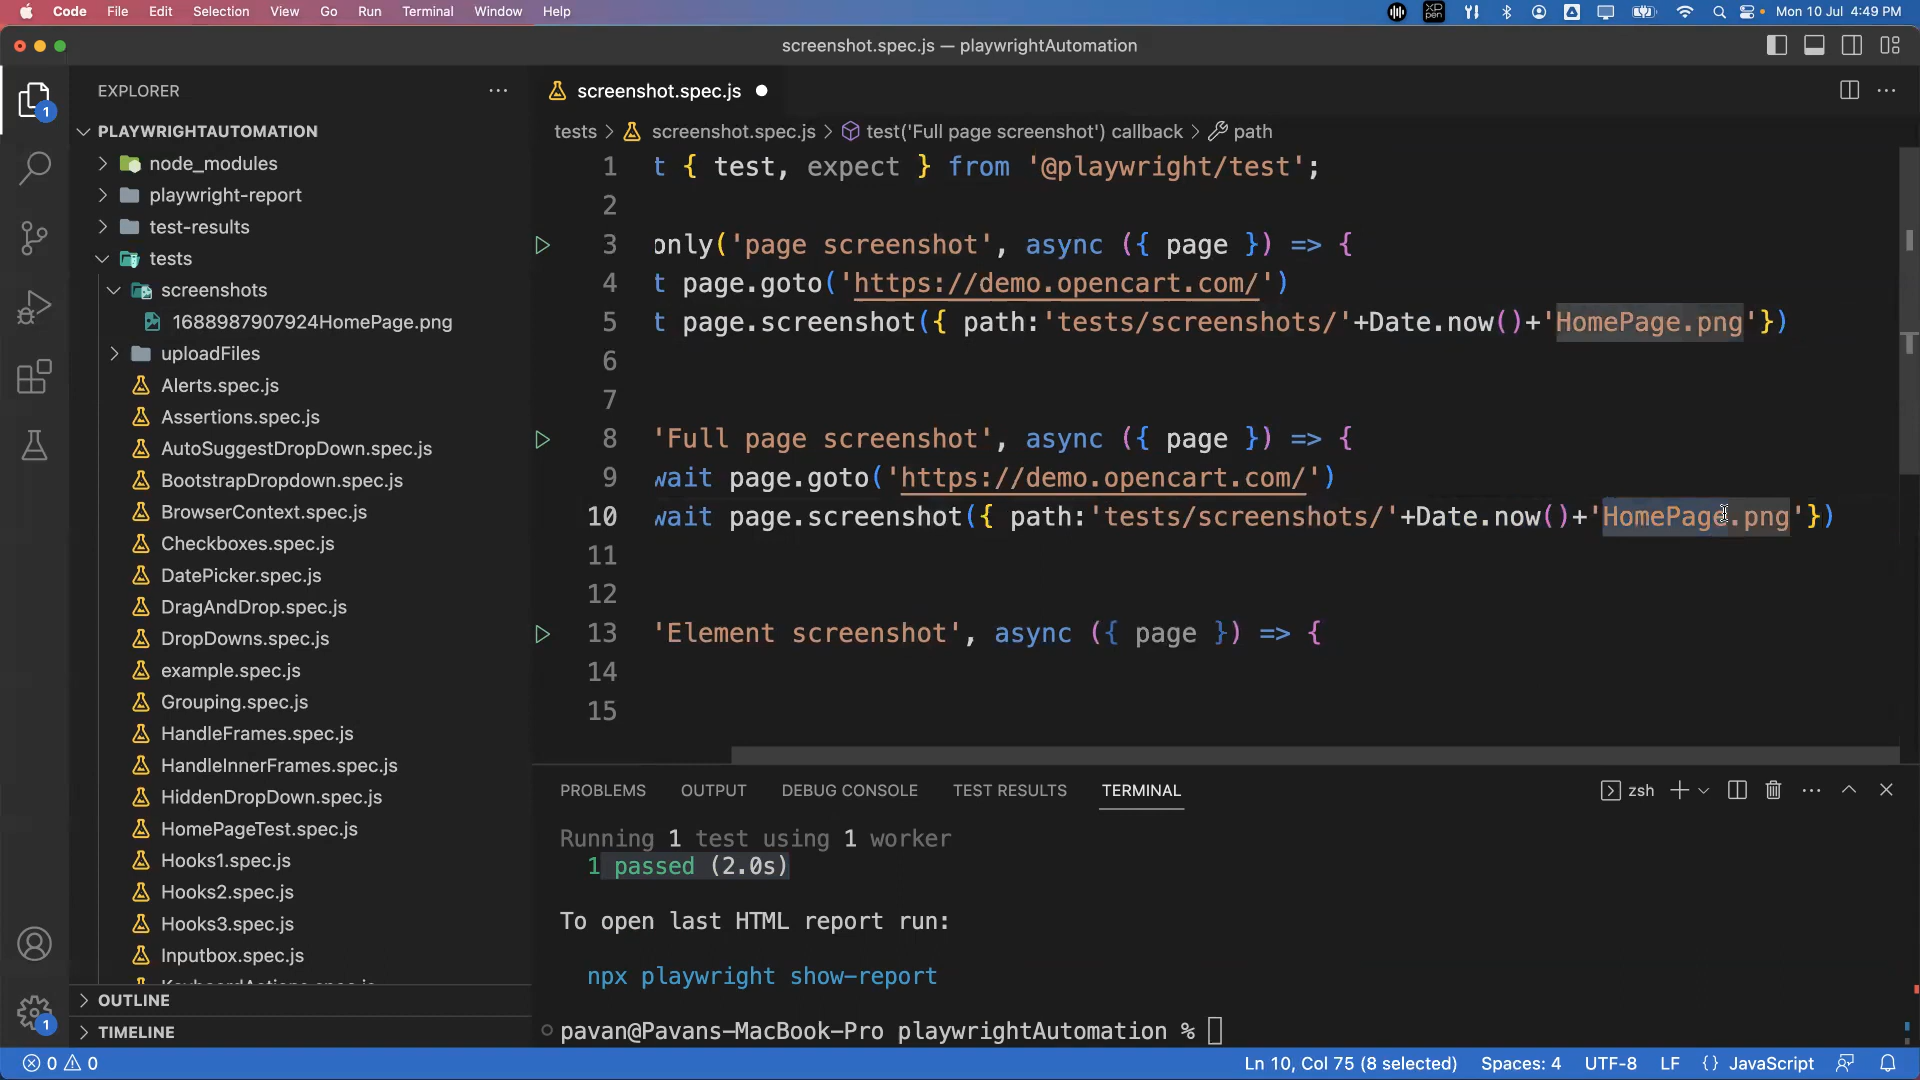 Code File Edit Selection View Go Run Terminal Window Help
XP PEN
Mon 10 Jul 4:49 PM
screenshot.spec.js — playwrightAutomation
EXPLORER
screenshot.spec.js
1
PLAYWRIGHTAUTOMATION
tests > screenshot.spec.js > test('Full page screenshot') callback > path
node_modules
playwright-report
test-results
tests
screenshots
1688987907924HomePage.png
uploadFiles
Alerts.spec.js
Assertions.spec.js
AutoSuggestDropDown.spec.js
BootstrapDropdown.spec.js
BrowserContext.spec.js
Checkboxes.spec.js
DatePicker.spec.js
DragAndDrop.spec.js
DropDowns.spec.js
example.spec.js
Grouping.spec.js
HandleFrames.spec.js
HandleInnerFrames.spec.js
HiddenDropDown.spec.js
HomePageTest.spec.js
Hooks1.spec.js
Hooks2.spec.js
Hooks3.spec.js
Inputbox.spec.js
OUTLINE
TIMELINE
1
1 t { test, expect } from '@playwright/test';
2
3 only('page screenshot', async ({ page }) => {
4 t page.goto('https://demo.opencart.com/')
5 t page.screenshot({ path:'tests/screenshots/'+Date.now()+'HomePage.png'})
6
7
8 'Full page screenshot', async ({ page }) => {
9 wait page.goto('https://demo.opencart.com/')
10 wait page.screenshot({ path:'tests/screenshots/'+Date.now()+'HomePage.png'})
11
12
13 'Element screenshot', async ({ page }) => {
14
15
PROBLEMS OUTPUT DEBUG CONSOLE TEST RESULTS TERMINAL
zsh
Running 1 test using 1 worker
1 passed (2.0s)
To open last HTML report run:
npx playwright show-report
pavan@Pavans-MacBook-Pro playwrightAutomation %
0 0
Ln 10, Col 75 (8 selected) Spaces: 4 UTF-8 LF {} JavaScript